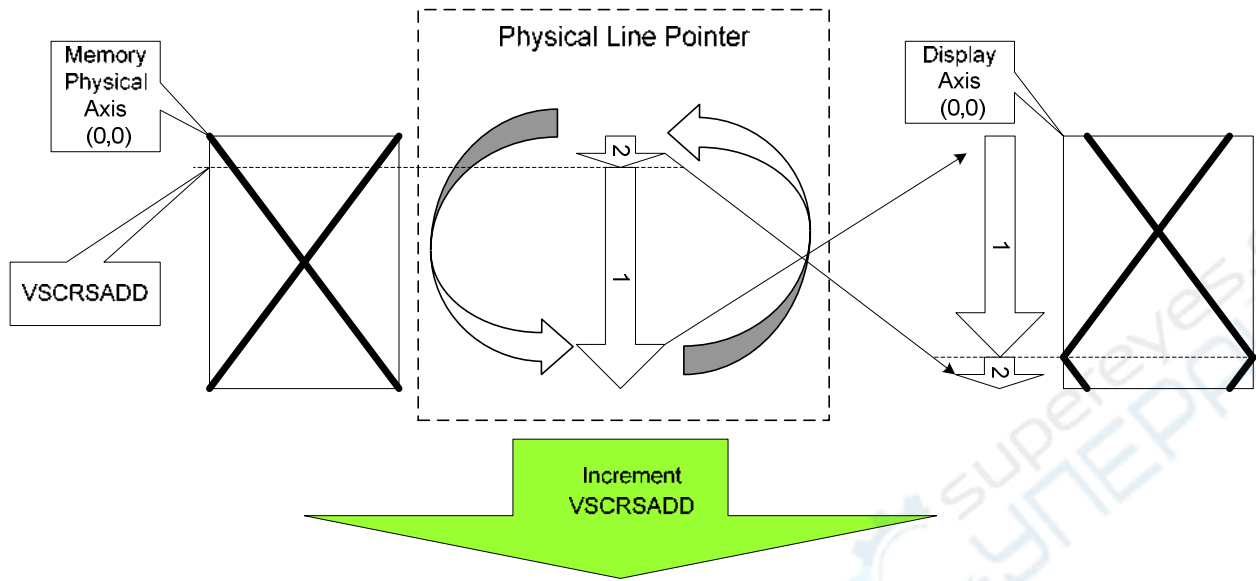 Physical Line Pointer
Memory
Physical
Axis
(0,0)
Display
Axis
(0,0)
2
1
1
2
VSCRSADD
Increment
VSCRSADD
supereyes